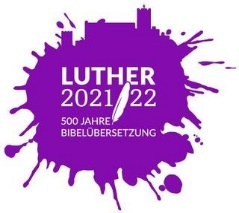 LUTHER
2021/22
500 JAHRE
BIBELÜBERSETZUNG